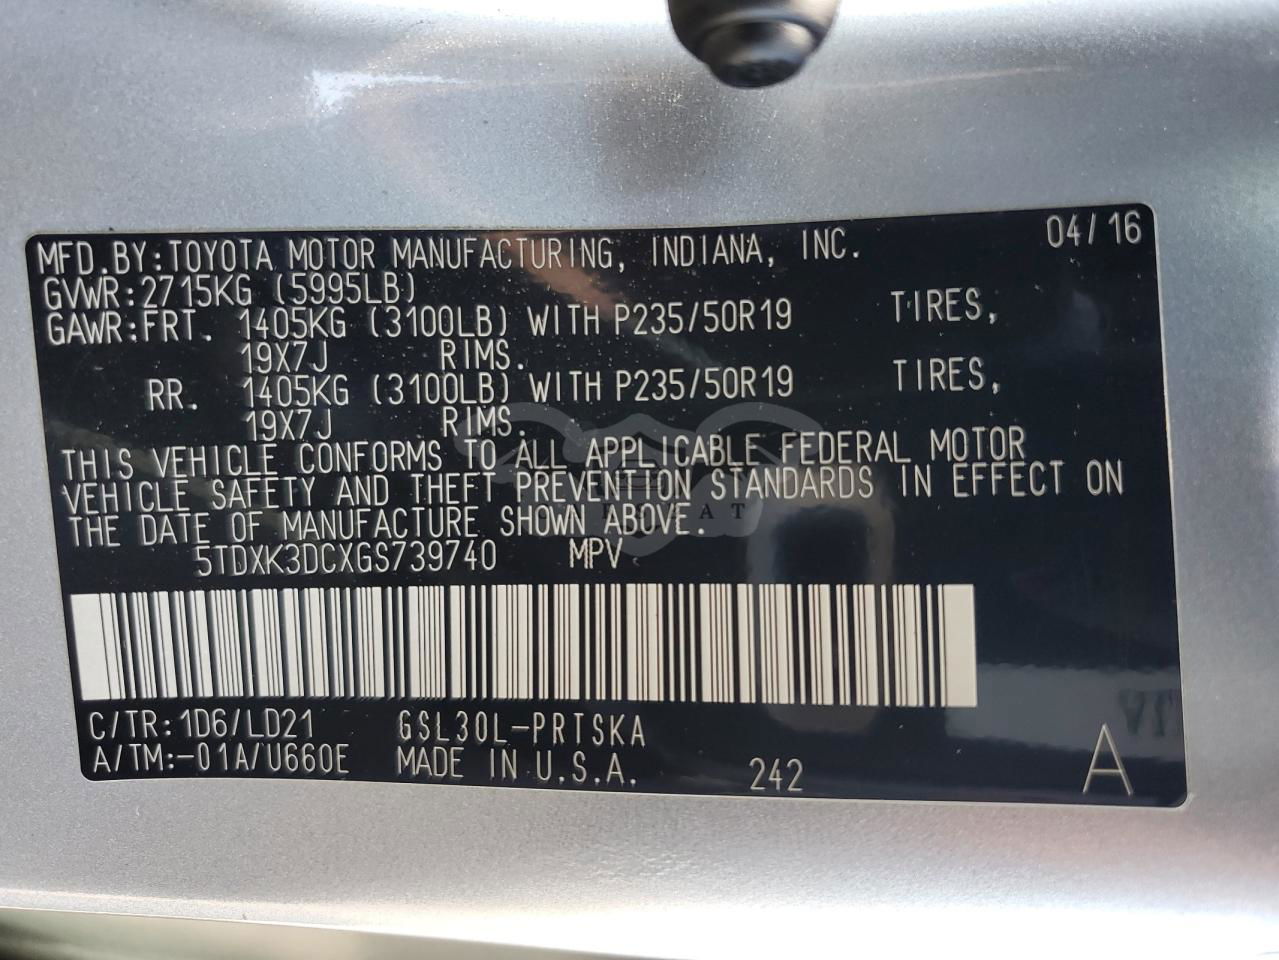 04/16
MFD.BY:TOYOTA MOTOR MANUFACTURING, INDIANA, INC.
GVWR:2715KG (5995LB)
GAWR:FRT. 1405KG (3100LB) WITH P235/50R19 TIRES,
19X7J RIMS.
RR. 1405KG (3100LB) WITH P235/50R19 TIRES,
19X7J RIMS.
THIS VEHICLE CONFORMS TO ALL APPLICABLE FEDERAL MOTOR
VEHICLE SAFETY AND THEFT PREVENTION STANDARDS IN EFFECT ON
THE DATE OF MANUFACTURE SHOWN ABOVE.
5TDXK3DCXGS739740 MPV
C/TR:1D6/LD21 GSL30L-PRTSKA
A/TM:-01A/U660E MADE IN U.S.A. 242 A